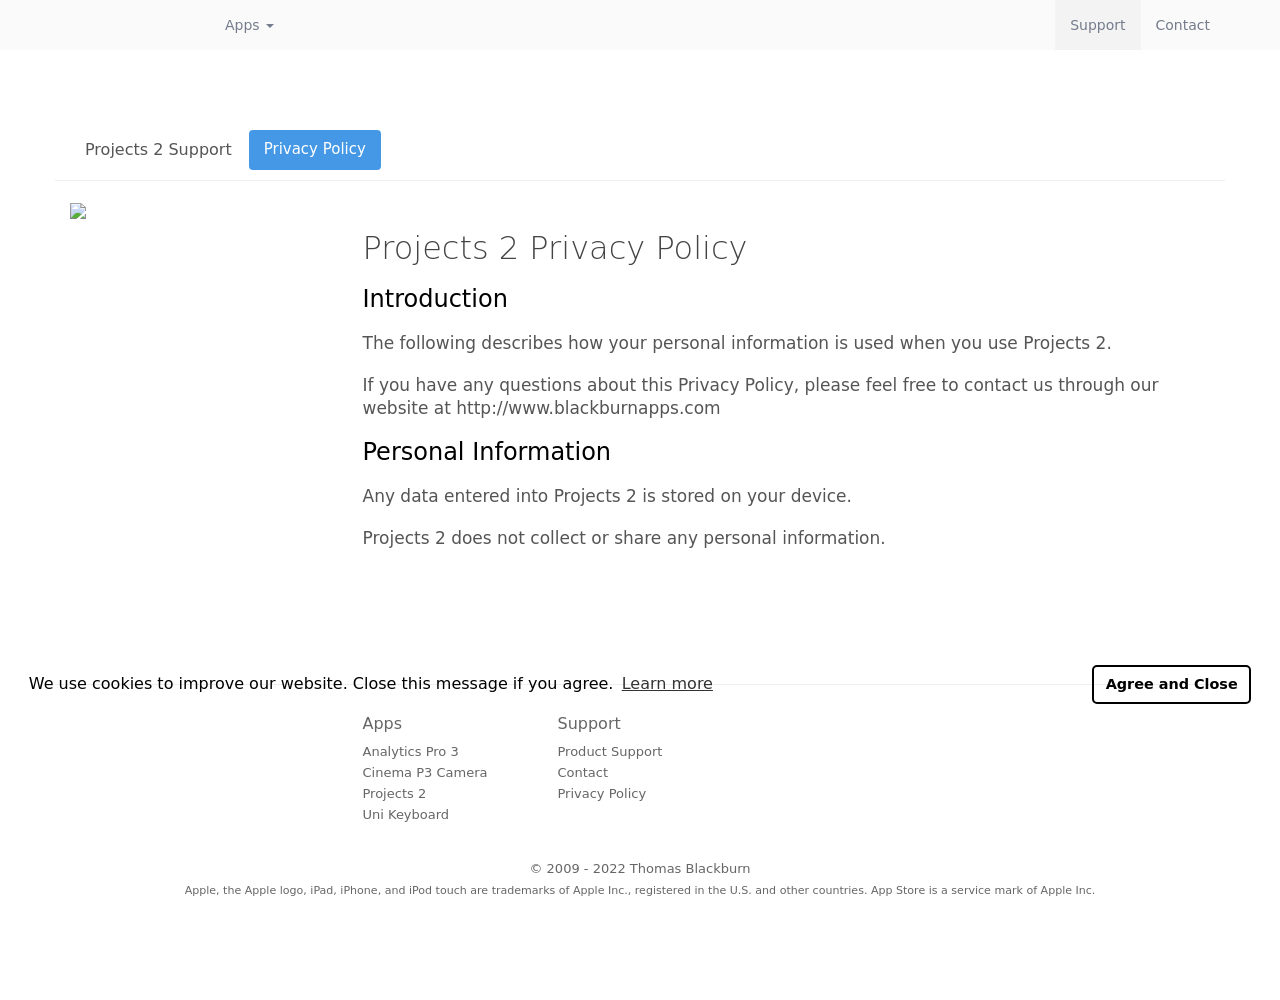 Apps
Support
Contact
Projects 2 Support
Privacy Policy
Projects 2 Privacy Policy
Introduction
The following describes how your personal information is used when you use Projects 2.
If you have any questions about this Privacy Policy, please feel free to contact us through our
website at http://www.blackburnapps.com
Personal Information
Any data entered into Projects 2 is stored on your device.
Projects 2 does not collect or share any personal information.
We use cookies to improve our website. Close this message if you agree. Learn more
Agree and Close
Apps
Analytics Pro 3
Cinema P3 Camera
Projects 2
Uni Keyboard
Support
Product Support
Contact
Privacy Policy
© 2009 - 2022 Thomas Blackburn
Apple, the Apple logo, iPad, iPhone, and iPod touch are trademarks of Apple Inc., registered in the U.S. and other countries. App Store is a service mark of Apple Inc.